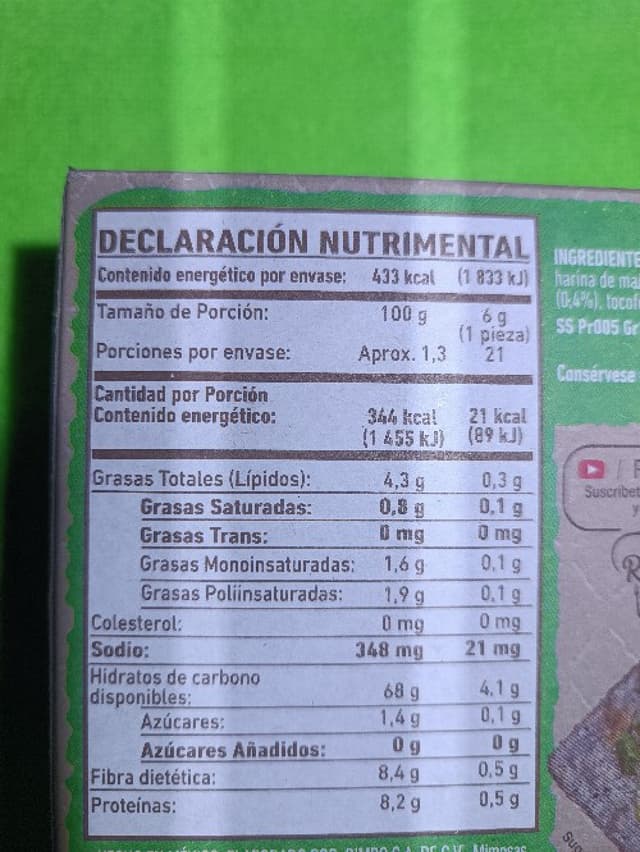 DECLARACIÓN NUTRIMENTAL
Contenido energético por envase: 433 kcal (1 833 kJ)
Tamaño de Porción: 100 g 6 g
(1 pieza)
Porciones por envase: Aprox. 1,3 21
Cantidad por Porción
Contenido energético: 344 kcal 21 kcal
(1 455 kJ) (89 kJ)
Grasas Totales (Lípidos): 4,3 g 0,3 g
Grasas Saturadas: 0,8 g 0,1 g
Grasas Trans: 0 mg 0 mg
Grasas Monoinsaturadas: 1,6 g 0,1 g
Grasas Poliinsaturadas: 1,9 g 0,1 g
Colesterol: 0 mg 0 mg
Sodio: 348 mg 21 mg
Hidratos de carbono
disponibles: 68 g 4,1 g
Azúcares: 1,4 g 0,1 g
Azúcares Añadidos: 0 g 0 g
Fibra dietética: 8,4 g 0,5 g
Proteínas: 8,2 g 0,5 g
INGREDIENTE
harina de ma
(0,4%), toco
SS Pr005 Gr
Consérvese
Suscríbet
y